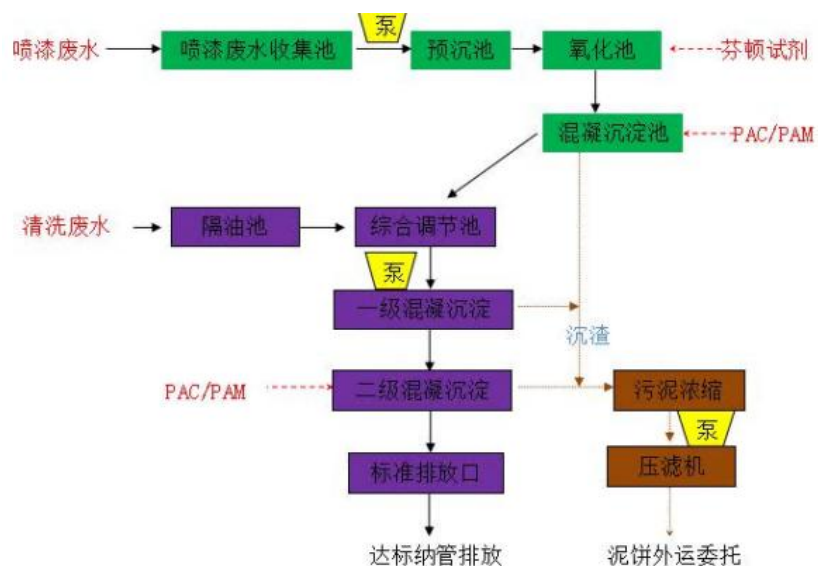 泵
喷漆废水
喷漆废水收集池
预沉池
氧化池
芬顿试剂
混凝沉淀池
PAC/PAM
清洗废水
隔油池
综合调节池
泵
一级混凝沉淀
沉渣
PAC/PAM
二级混凝沉淀
污泥浓缩
泵
标准排放口
压滤机
达标纳管排放
泥饼外运委托